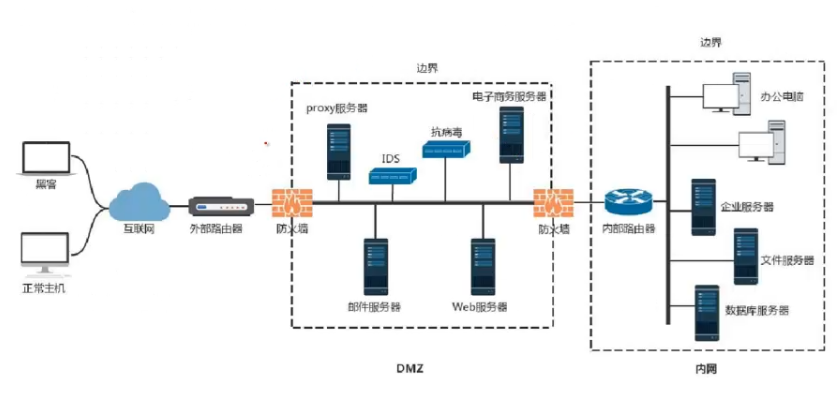 边界
边界
电子商务服务器
办公电脑
proxy服务器
抗病毒
IDS
黑客
互联网
外部路由器
防火墙
防火墙
内部路由器
企业服务器
文件服务器
正常主机
邮件服务器
Web服务器
数据库服务器
DMZ
内网